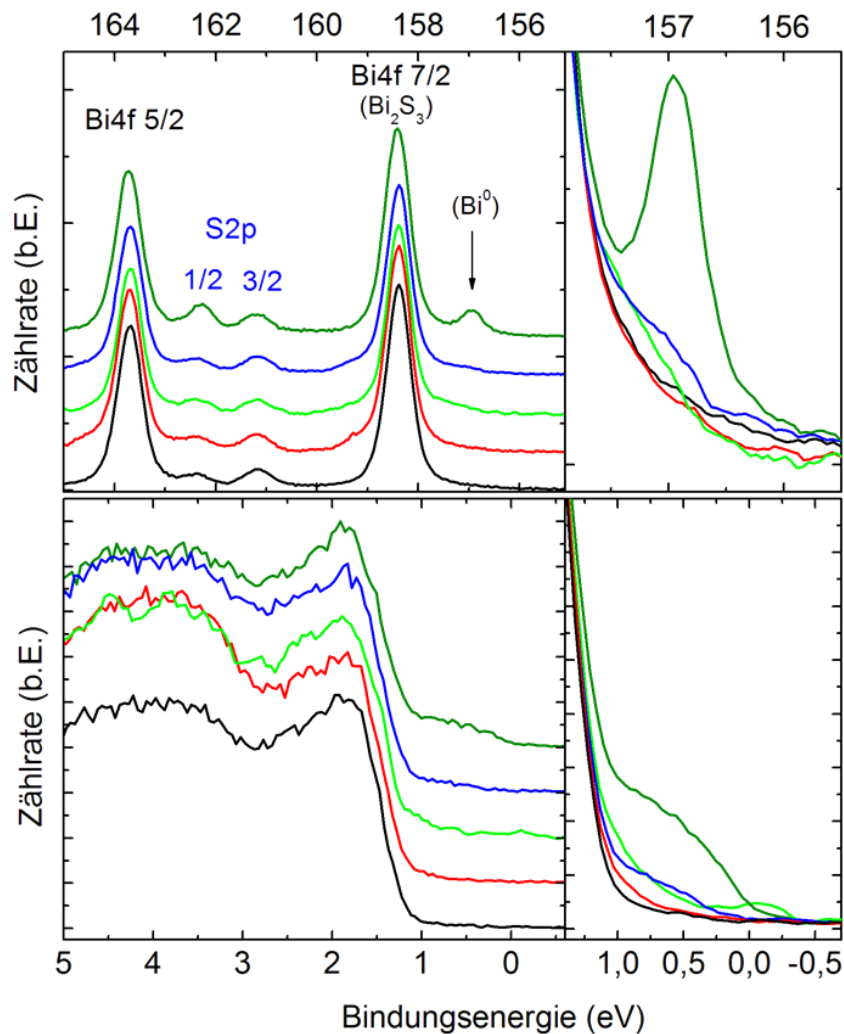 164 162 160 158 156 157 156
Bi4f 7/2
(Bi₂S₃)
Bi4f 5/2
(Bi⁰)
S2p
1/2 3/2
Zählrate (b.E.)
Zählrate (b.E.)
5 4 3 2 1 0 1,0 0,5 0,0 -0,5
Bindungsenergie (eV)